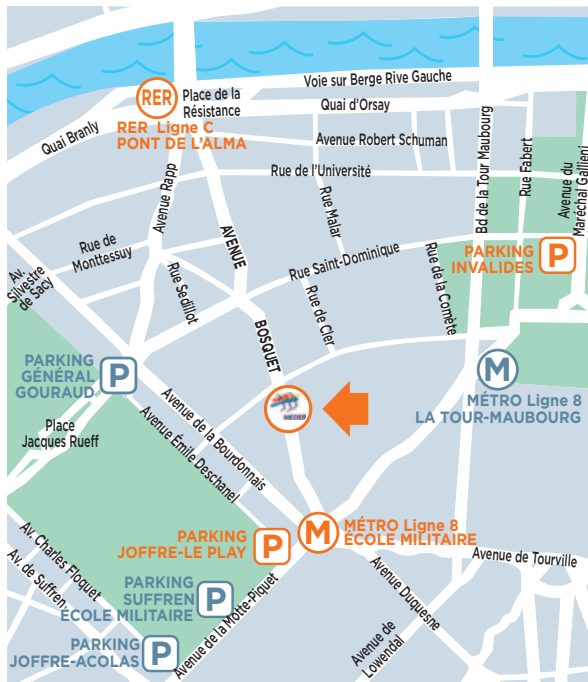 Voie sur Berge Rive Gauche
RER
Place de la
Résistance
Quai d'Orsay
RER Ligne C
PONT DE L'ALMA
Quai Branly
Avenue Robert Schuman
Rue de l'Université
Bd de la Tour Maubourg
Rue Fabert
Avenue du
Maréchal Gallieni
Avenue Rapp
AVENUE
Rue Malar
Rue de
Monttessuy
Av.
Silvestre
de Sacy
Rue Sedillot
Rue Saint-Dominique
Rue de la Comète
PARKING
INVALIDES
P
Rue de Cler
BOSQUET
PARKING
GÉNÉRAL
GOURAUD
P
M
MÉTRO Ligne 8
LA TOUR-MAUBOURG
Place
Jacques Rueff
Avenue de la Bourdonnais
Avenue Émile Deschanel
PARKING
JOFFRE-LE PLAY
P
M
MÉTRO Ligne 8
ÉCOLE MILITAIRE
Avenue de Tourville
Av. Charles Floquet
Av. de Suffren
PARKING
SUFFREN
ÉCOLE MILITAIRE
P
Avenue de la Motte-Piquet
Avenue Duquesne
Avenue de
Lowendal
PARKING
JOFFRE-ACOLAS
P